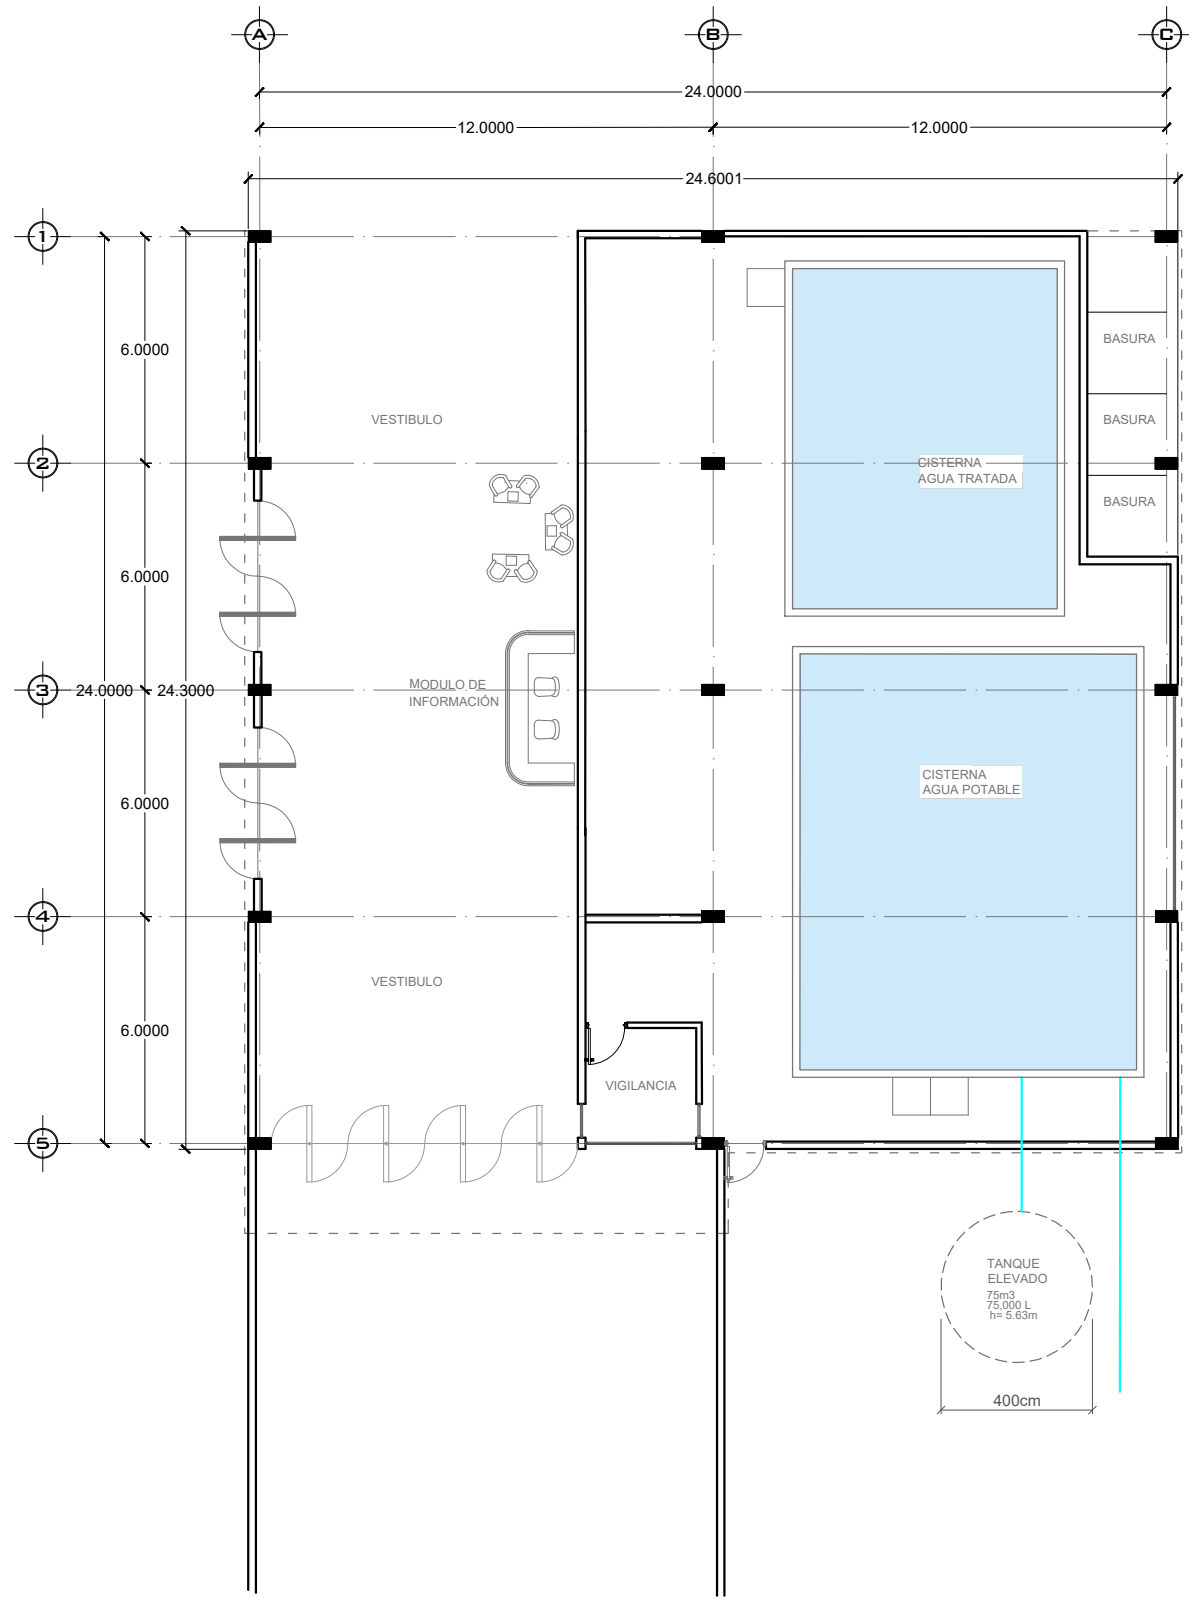 A
B
C
24.0000
12.0000
12.0000
24.6001
1
6.0000
BASURA
VESTIBULO
BASURA
2
CISTERNA
AGUA TRATADA
BASURA
6.0000
3
24.0000
24.3000
MODULO DE
INFORMACIÓN
CISTERNA
AGUA POTABLE
6.0000
4
VESTIBULO
6.0000
VIGILANCIA
5
TANQUE
ELEVADO
75m3
75,000 L
h= 5.63m
400cm